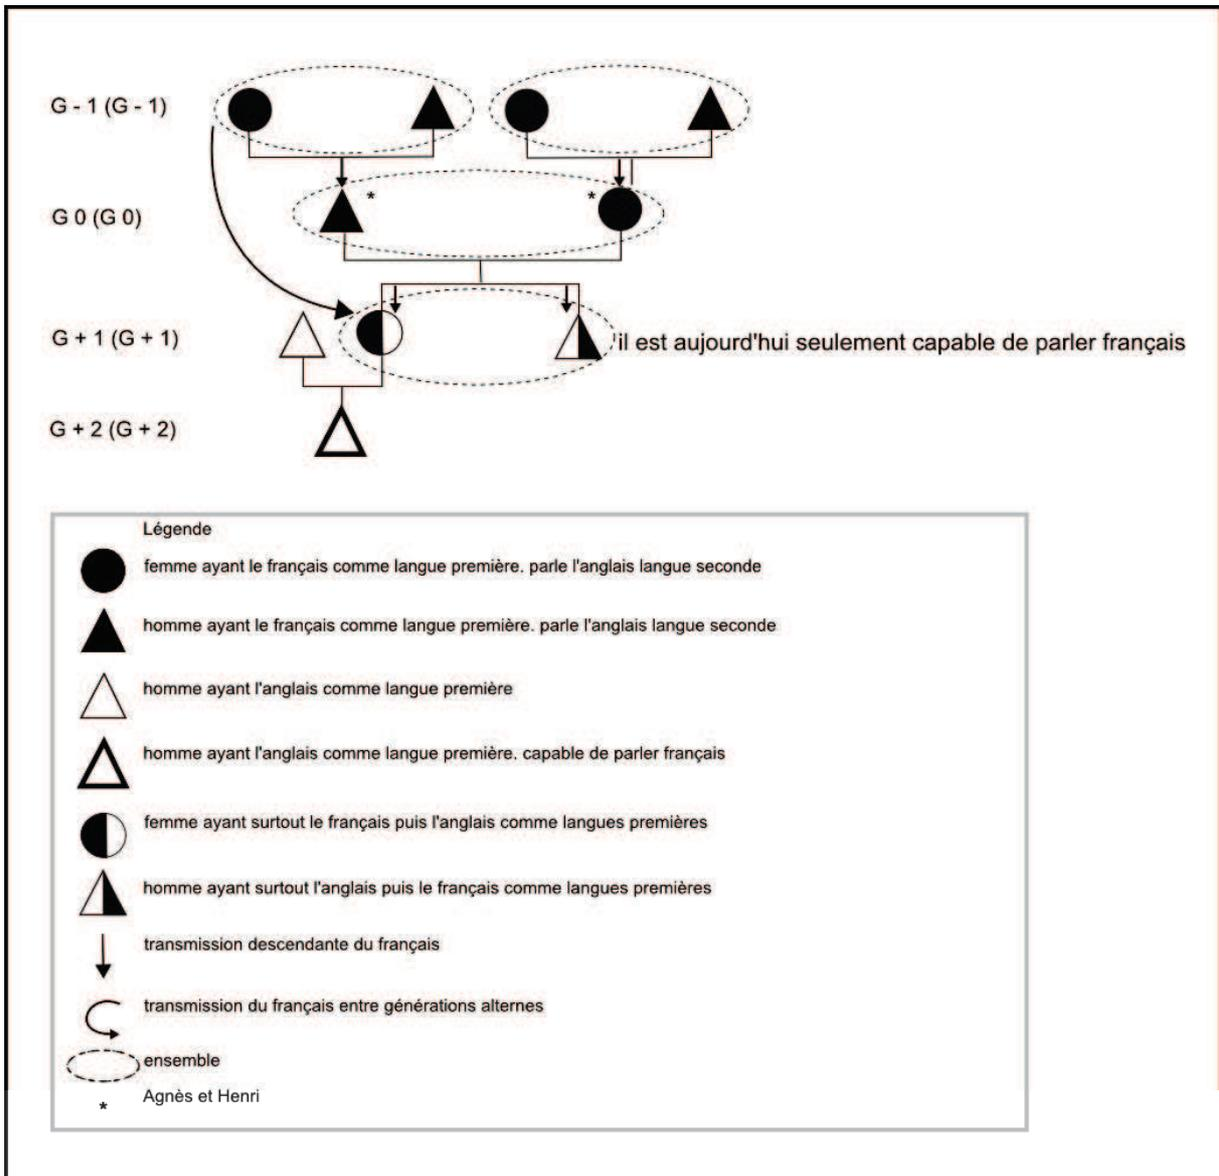 G - 1 (G - 1)
*
*
G 0 (G 0)
G + 1 (G + 1)
il est aujourd'hui seulement capable de parler français
G + 2 (G + 2)
Légende
femme ayant le français comme langue première. parle l'anglais langue seconde
homme ayant le français comme langue première. parle l'anglais langue seconde
homme ayant l'anglais comme langue première
homme ayant l'anglais comme langue première. capable de parler français
femme ayant surtout le français puis l'anglais comme langues premières
homme ayant surtout l'anglais puis le français comme langues premières
transmission descendante du français
transmission du français entre générations alternes
ensemble
* Agnès et Henri